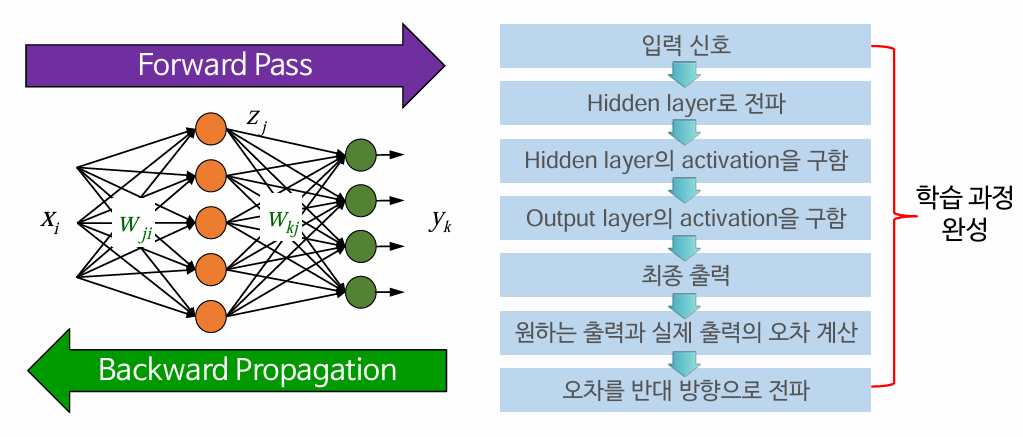 Forward Pass
z j
x i
w ji
w kj
y k
Backward Propagation
입력 신호
Hidden layer로 전파
Hidden layer의 activation을 구함
Output layer의 activation을 구함
최종 출력
원하는 출력과 실제 출력의 오차 계산
오차를 반대 방향으로 전파
학습 과정
완성